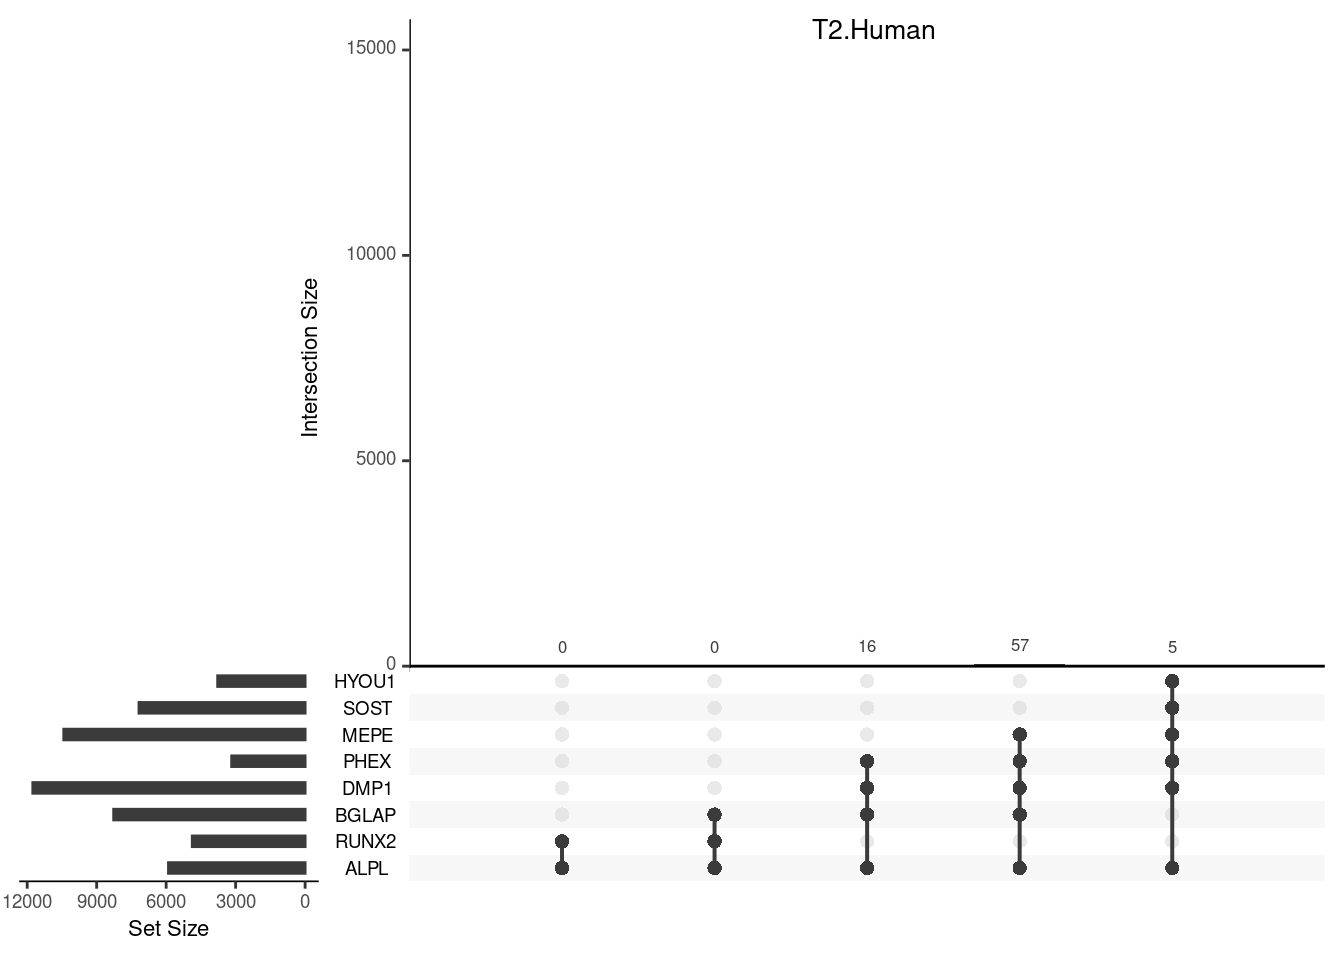 T2.Human
15000
10000
5000
0
Intersection Size
0 0 16 57 5
HYOU1
SOST
MEPE
PHEX
DMP1
BGLAP
RUNX2
ALPL
12000 9000 6000 3000 0
Set Size